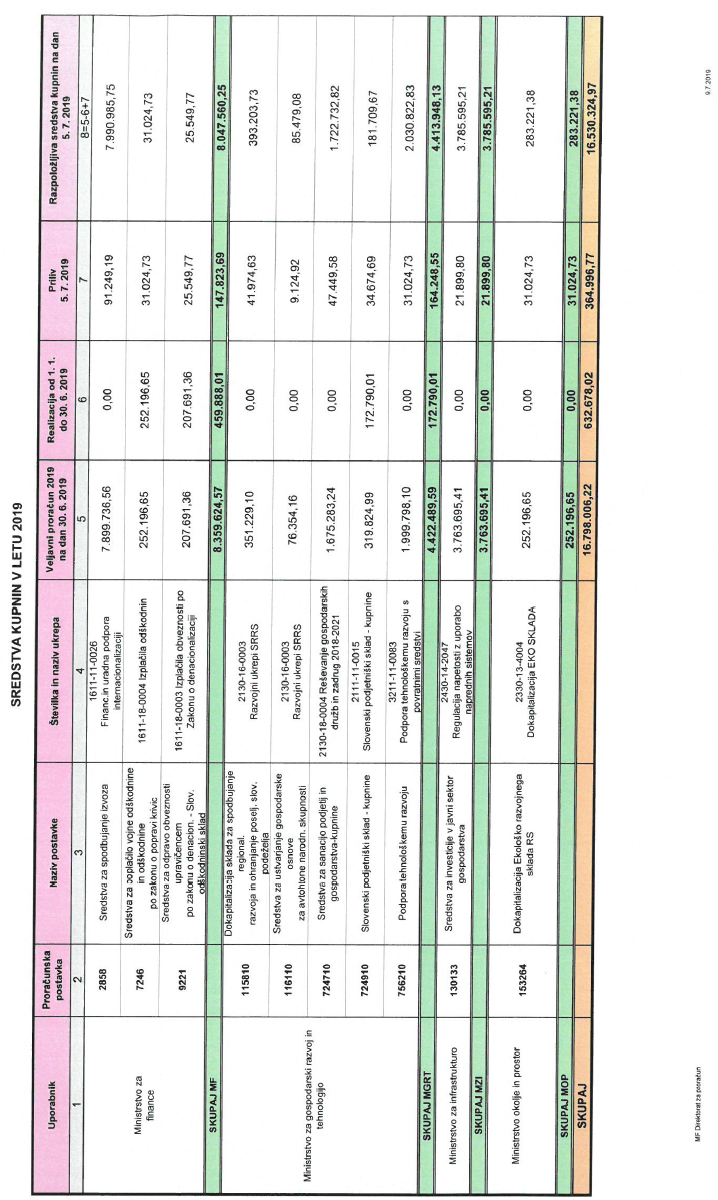 SREDSTVA KUPNIN V LETU 2019
Uporabnik
Proračunska postavka
Naziv postavke
Številka in naziv ukrepa
Veljavni proračun 2019 na dan 30. 6. 2019
Realizacija od 1. 1. do 30. 6. 2019
Priliv 5. 7. 2019
Razpoložljiva sredstva kupnin na dan 5. 7. 2019
1 2 3 4 5 6 7 8=5-6+7
Ministrstvo za finance
2858 Sredstva za spodbujanje izvoza 1611-11-0026 Financ.in uradna podpora internacionalizaciji 7.899.736,56 0,00 91.249,19 7.990.985,75
7246 Sredstva za poplačilo vojne odškodnine in odškodnine po zakonu o popravi krivic 1611-18-0004 Izplačila odškodnin 252.196,65 252.196,65 31.024,73 31.024,73
9221 Sredstva za odpravo obveznosti upravičencem po zakonu o denacion. - Slov. odškodninski sklad 1611-18-0003 Izplačila obveznosti po Zakonu o denacionalizaciji 207.691,36 207.691,36 25.549,77 25.549,77
SKUPAJ MF 8.359.624,57 459.888,01 147.823,69 8.047.560,25
Ministrstvo za gospodarski razvoj in tehnologijo
115810 Dokapitalizacija sklada za spodbujanje regional. razvoja in ohranjanje poselj. slov. podeželja 2130-16-0003 Razvojni ukrepi SRRS 351.229,10 0,00 41.974,63 393.203,73
116110 Sredstva za ustvarjanje gospodarske osnove za avtohtone narodn. skupnosti 2130-16-0003 Razvojni ukrepi SRRS 76.354,16 0,00 9.124,92 85.479,08
724710 Sredstva za sanacijo podjetij in gospodarstva-kupnine 2130-18-0004 Reševanje gospodarskih družb in zadrug 2018-2021 1.675.283,24 0,00 47.449,58 1.722.732,82
724910 Slovenski podjetniški sklad - kupnine 2111-11-0015 Slovenski podjetniški sklad - kupnine 319.824,99 172.790,01 34.674,69 181.709,67
756210 Podpora tehnološkemu razvoju 3211-11-0083 Podpora tehnološkemu razvoju s povratnimi sredstvi 1.999.798,10 0,00 31.024,73 2.030.822,83
SKUPAJ MGRT 4.422.489,59 172.790,01 164.248,55 4.413.948,13
Ministrstvo za infrastrukturo 130133 Sredstva za investicije v javni sektor gospodarstva 2430-14-2047 Regulacija napetosti z uporabo naprednih sistemov 3.763.695,41 0,00 21.899,80 3.785.595,21
SKUPAJ MZI 3.763.695,41 0,00 21.899,80 3.785.595,21
Ministrstvo okolje in prostor 153264 Dokapitalizacija Ekološko razvojnega sklada RS 2330-13-4004 Dokapitalizacija EKO SKLADA 252.196,65 0,00 31.024,73 283.221,38
SKUPAJ MOP 252.196,65 0,00 31.024,73 283.221,38
SKUPAJ 16.798.006,22 632.678,02 364.996,77 16.530.324,97
MF Direktorat za proračun
9.7.2019